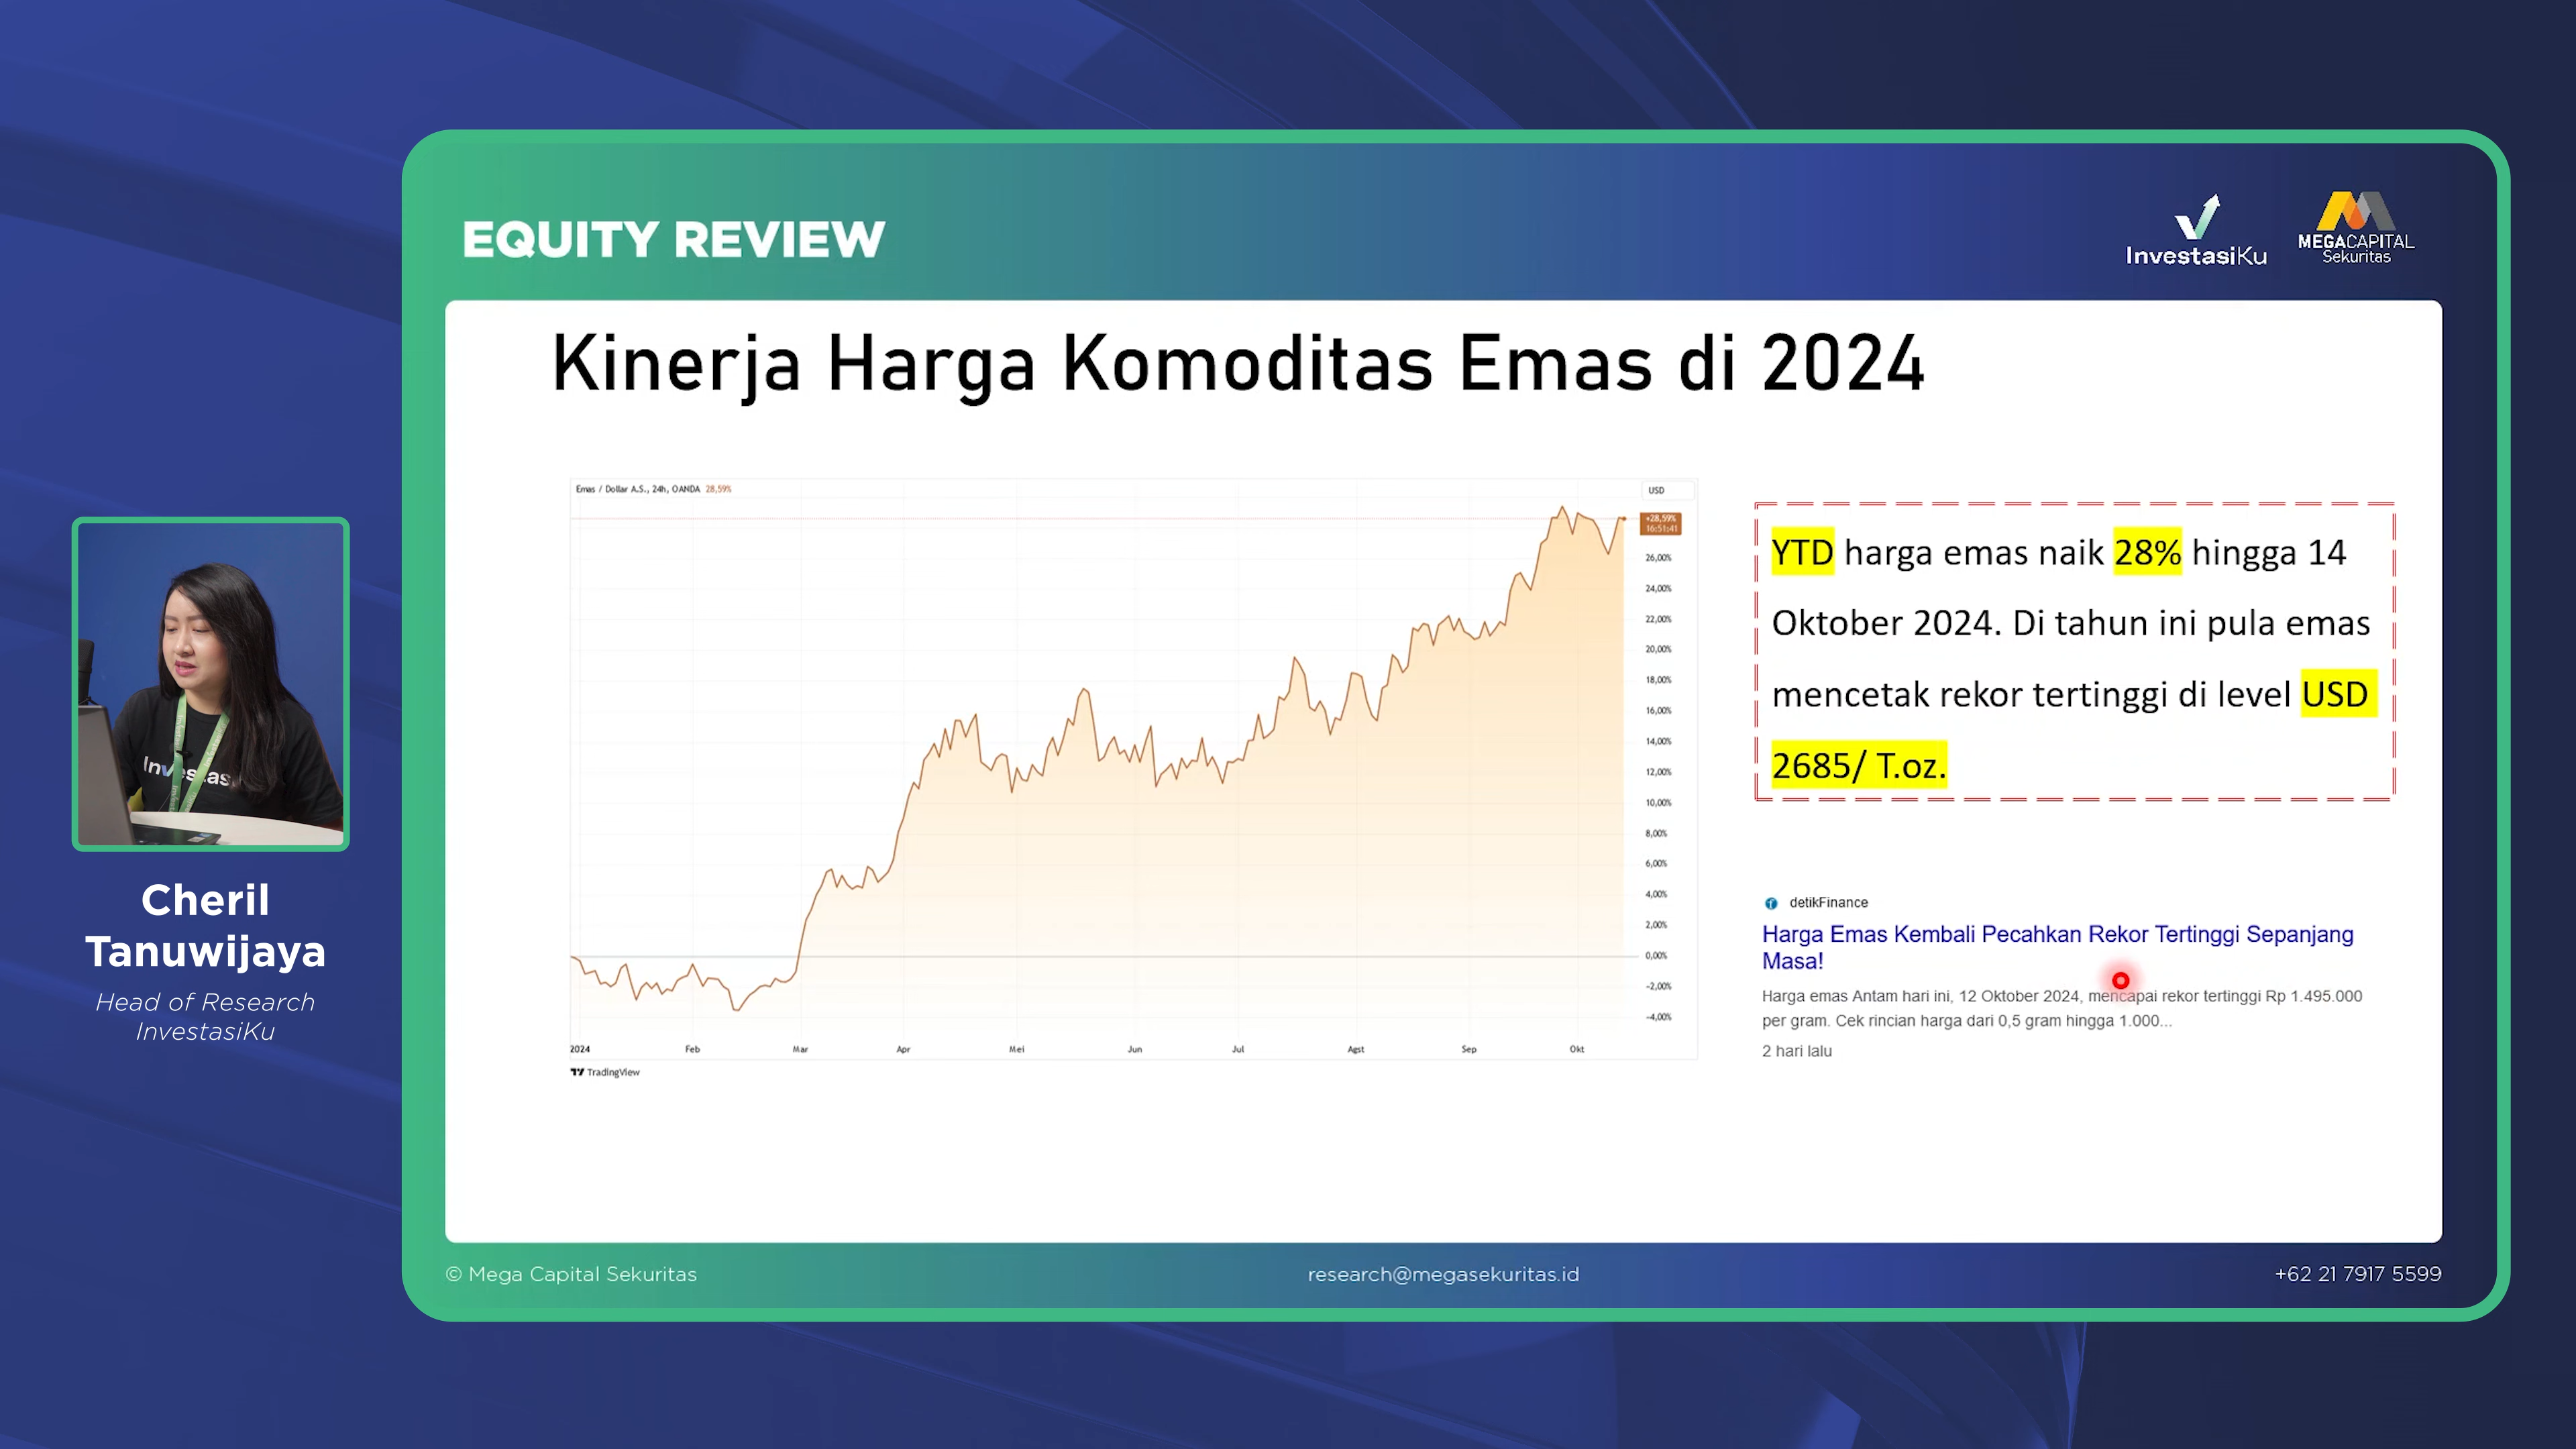 EQUITY REVIEW
InvestasiKu
MEGACAPITAL
Sekuritas
Kinerja Harga Komoditas Emas di 2024
Emas / Dollar A.S., 24h, OANDA 28,59%
USD
+28,59%
16:51:41
26,00%
24,00%
22,00%
20,00%
18,00%
16,00%
14,00%
12,00%
10,00%
8,00%
6,00%
4,00%
2,00%
0,00%
-2,00%
-4,00%
2024 Feb Mar Apr Mei Jun Jul Agst Sep Okt
TradingView
YTD harga emas naik 28% hingga 14
Oktober 2024. Di tahun ini pula emas
mencetak rekor tertinggi di level USD
2685/ T.oz.
detikFinance
Harga Emas Kembali Pecahkan Rekor Tertinggi Sepanjang
Masa!
Harga emas Antam hari ini, 12 Oktober 2024, mencapai rekor tertinggi Rp 1.495.000
per gram. Cek rincian harga dari 0,5 gram hingga 1.000...
2 hari lalu
Cheril
Tanuwijaya
Head of Research
InvestasiKu
© Mega Capital Sekuritas
research@megasekuritas.id
+62 21 7917 5599